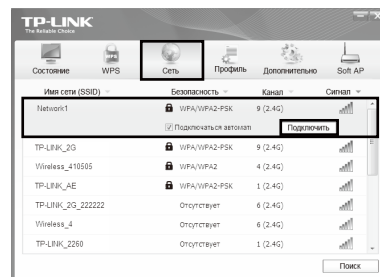 TP-LINK
The Reliable Choice
WPS
Состояние WPS Сеть Профиль Дополнительно Soft AP
Имя сети (SSID) Безопасность Канал Сигнал
Network1 WPA/WPA2-PSK 9 (2.4G)
Подключаться автомат Подключить
TP-LINK_2G WPA/WPA2-PSK 9 (2.4G)
Wireless_410505 WPA/WPA2 4 (2.4G)
TP-LINK_AE WPA/WPA2-PSK 1 (2.4G)
TP-LINK_2G_222222 Отсутствует 6 (2.4G)
Wireless_4 Отсутствует 6 (2.4G)
TP-LINK_2260 Отсутствует 1 (2.4G)
Поиск